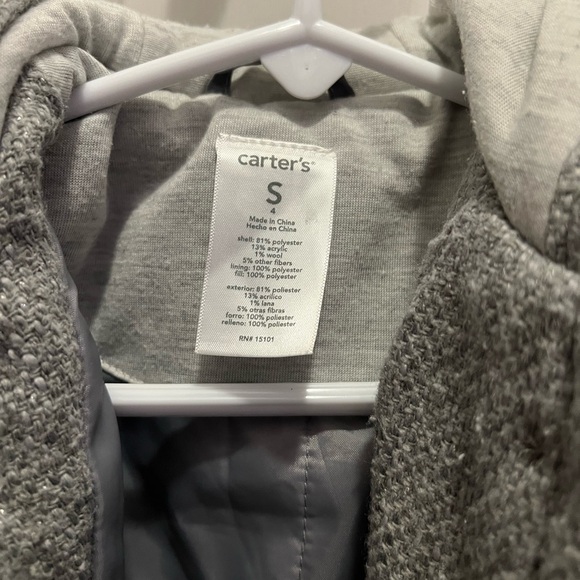 carter's®
S
4
Made in China
Hecho en China
shell: 81% polyester
13% acrylic
1% wool
5% other fibers
lining: 100% polyester
fill: 100% polyester
exterior: 81% poliester
13% acrilico
1% lana
5% otras fibras
forro: 100% poliester
relleno: 100% poliester
RN# 15101